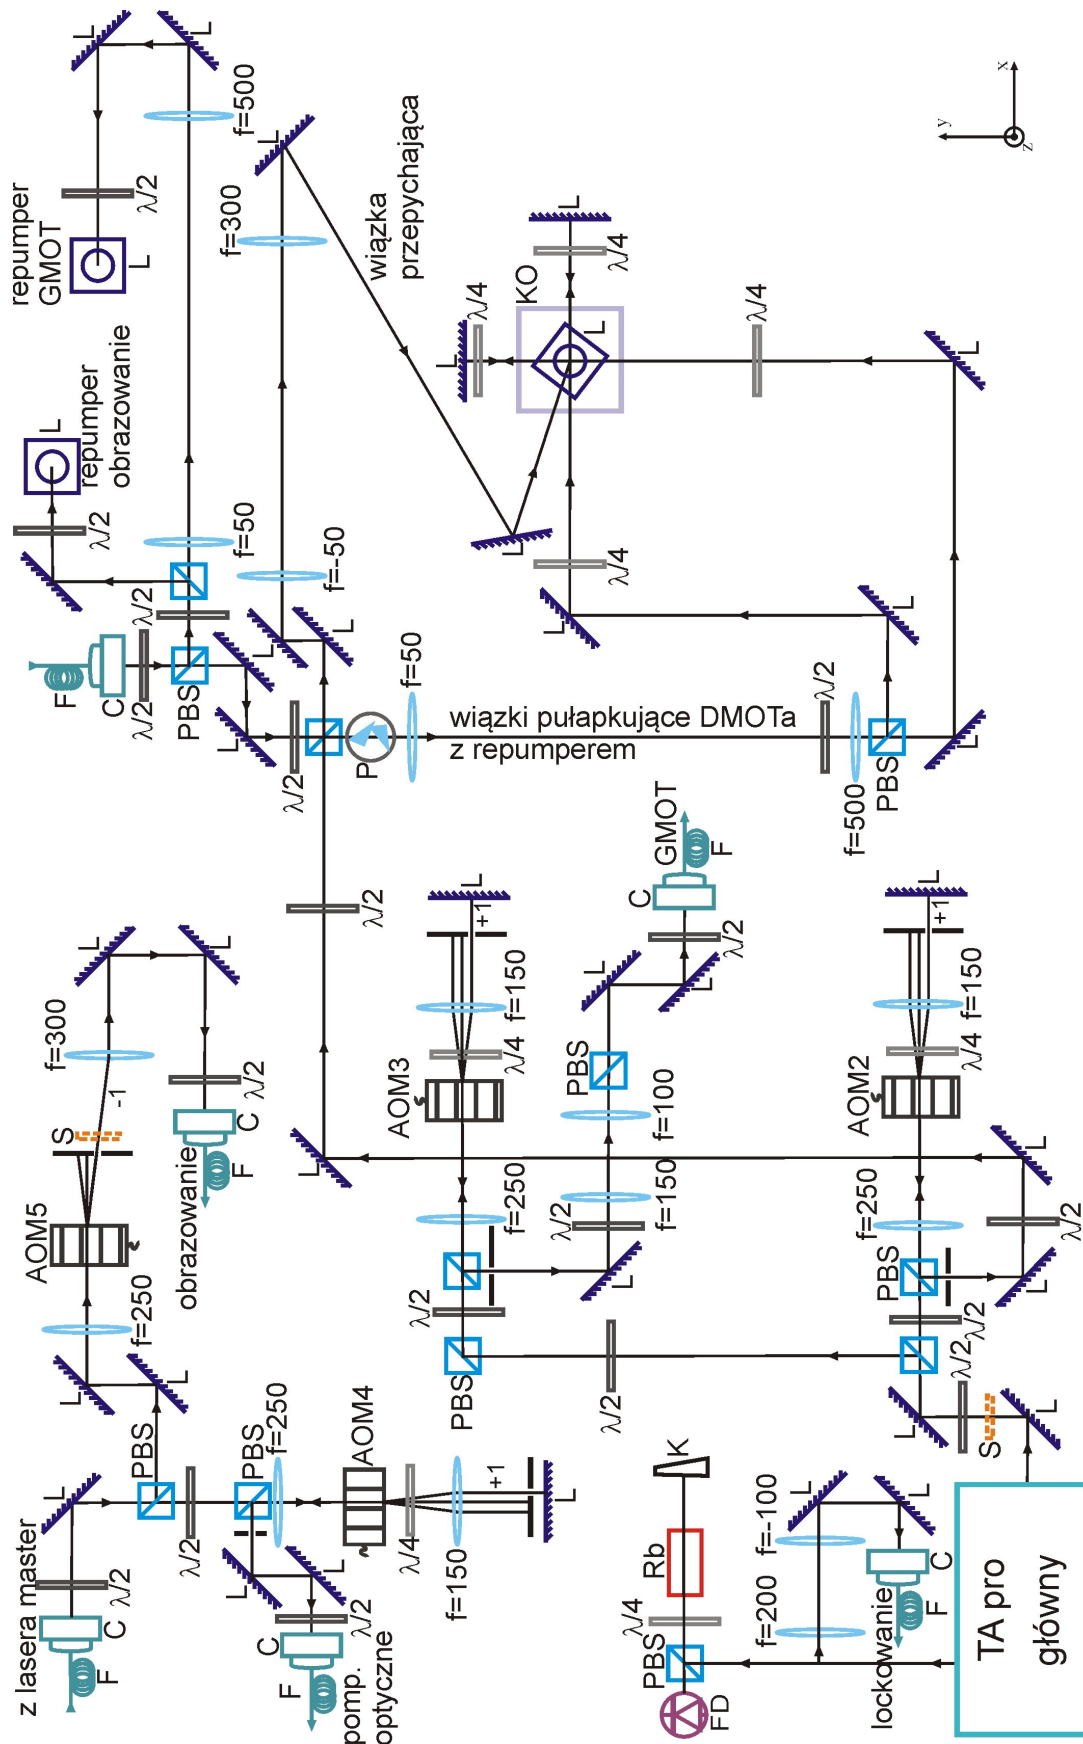 z lasera master
F
C
λ/2
L
PBS
L
L
f=250
AOM5
S
-1
f=300
L
L
λ/2
C
F
obrazowanie
λ/2
PBS
f=250
AOM4
λ/4
f=150
+1
L
L
L
λ/2
C
F
pomp.
optyczne
F
C
λ/2
PBS
λ/2
λ/2
L
repumper
obrazowanie
f=50
f=500
L
L
λ/2
repumper
GMOT
L
L
L
λ/2
P
f=50
wiązki pułapkujące DMOTa
z repumperem
λ/2
f=500
PBS
L
L
L
L
λ/4
λ/4
λ/4
L
KO
L
λ/4
L
L
wiązka
przepychająca
L
f=300
f=-50
L
λ/2
L
PBS
λ/2
f=250
AOM3
λ/4
f=150
+1
L
L
λ/2
f=150
f=100
PBS
L
L
λ/2
C
F
GMOT
λ/2
FD
PBS
λ/4
Rb
K
f=200
f=-100
L
L
C
F
lockowanie
TA pro
główny
L
S
λ/2
L
λ/2
PBS
f=250
AOM2
λ/4
f=150
+1
L
L
λ/2
L
y
x
z